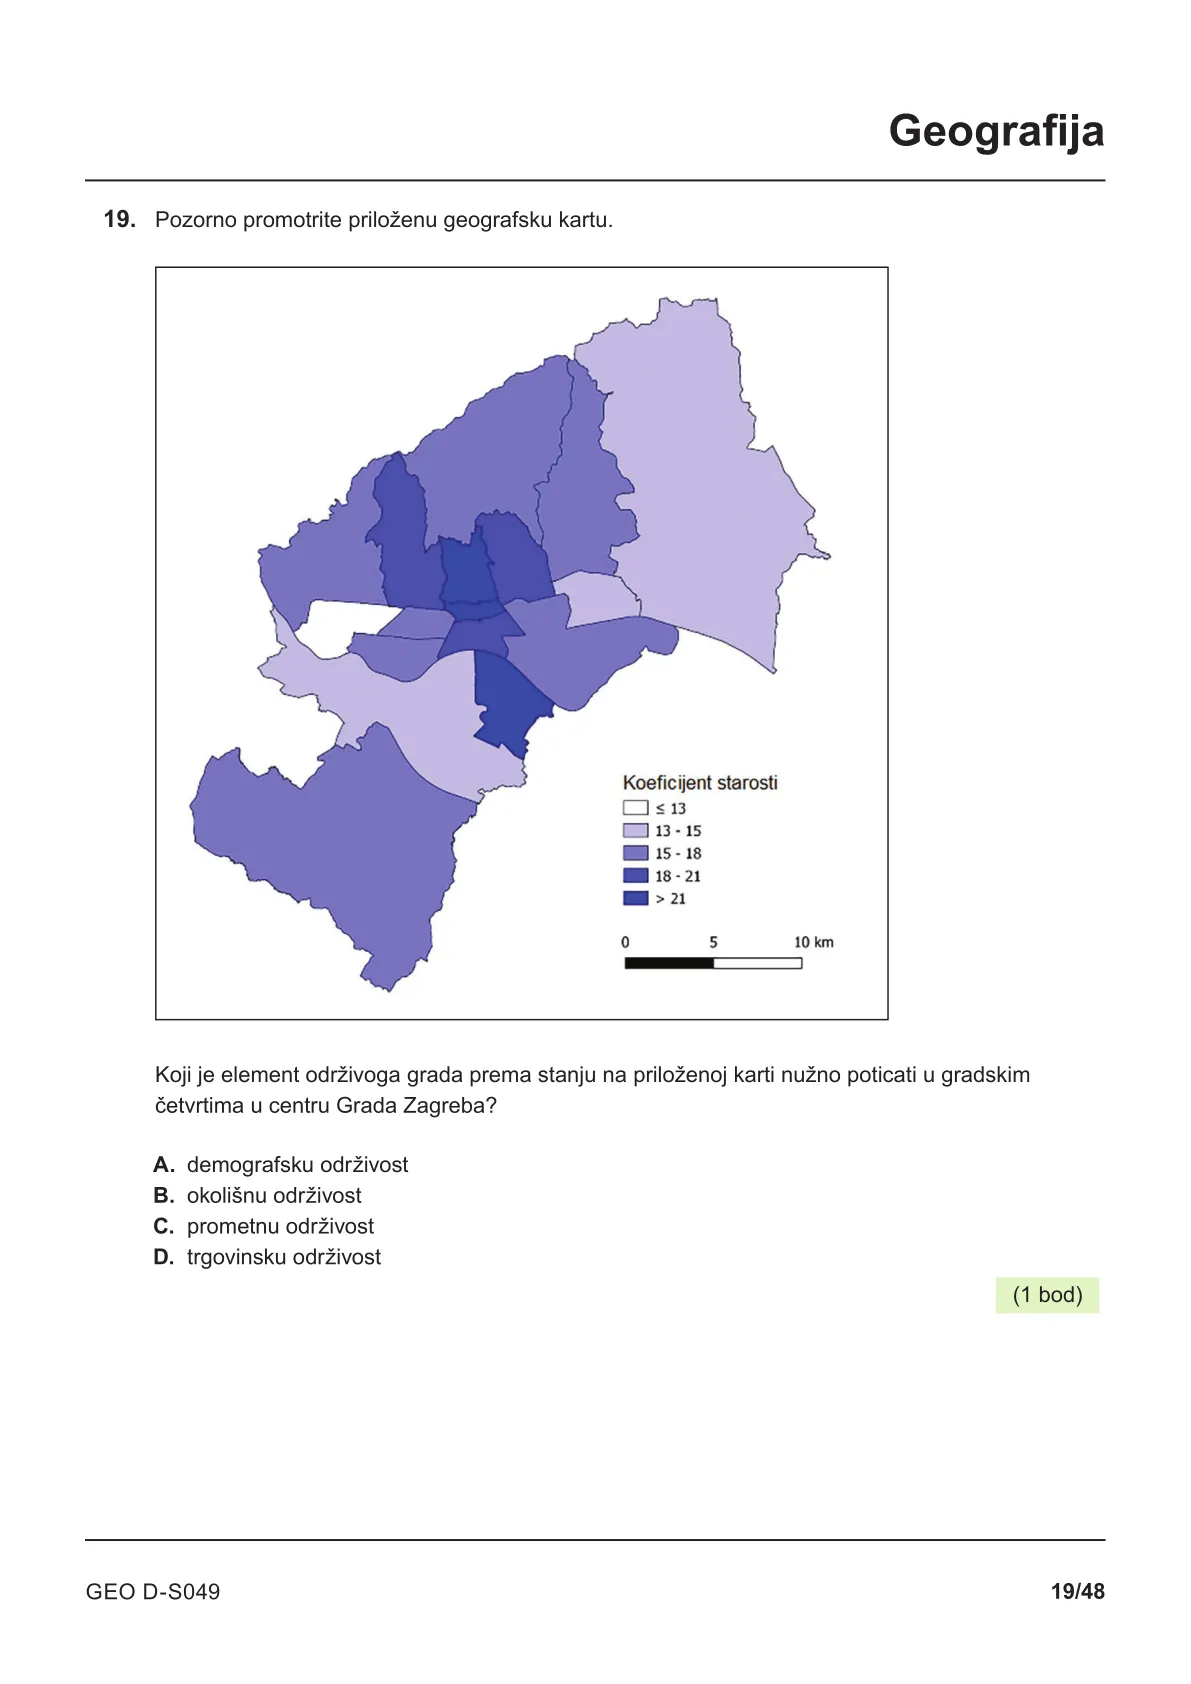 Geografija
19. Pozorno promotrite priloženu geografsku kartu.
Koeficijent starosti
≤ 13
13 - 15
15 - 18
18 - 21
> 21
0 5 10 km
Koji je element održivoga grada prema stanju na priloženoj karti nužno poticati u gradskim
četvrtima u centru Grada Zagreba?
A. demografsku održivost
B. okolišnu održivost
C. prometnu održivost
D. trgovinsku održivost
(1 bod)
GEO D-S049
19/48